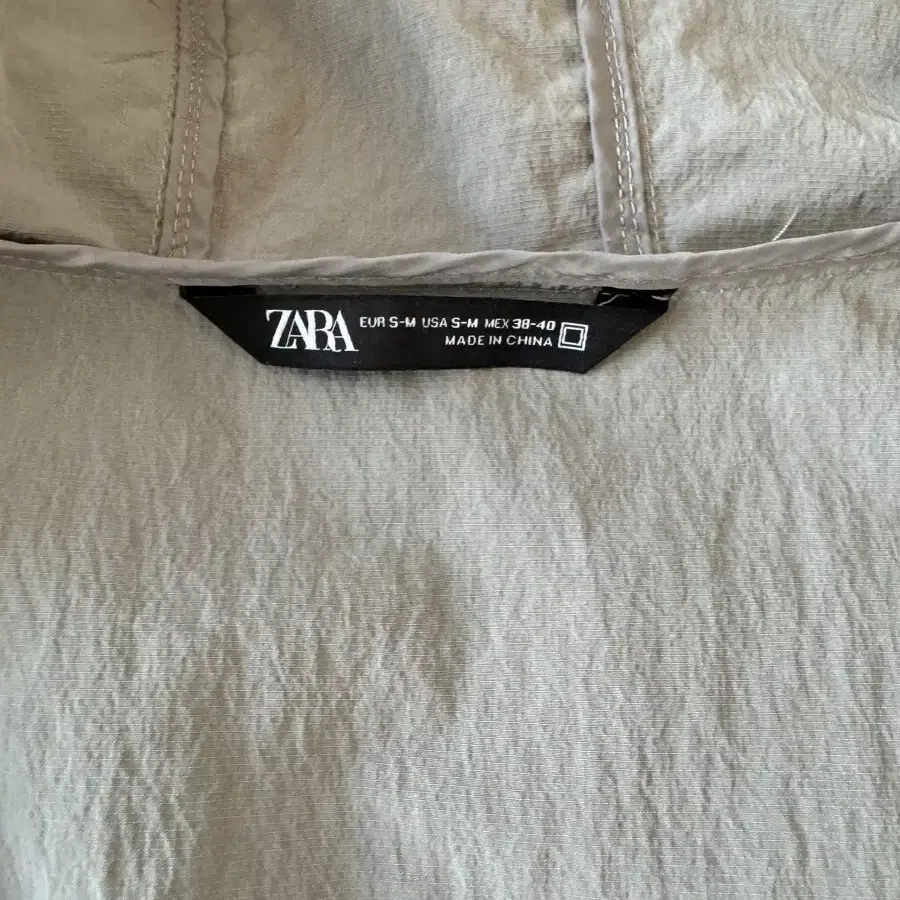 ZARA EUR S-M USA S-M MEX 38-40
MADE IN CHINA